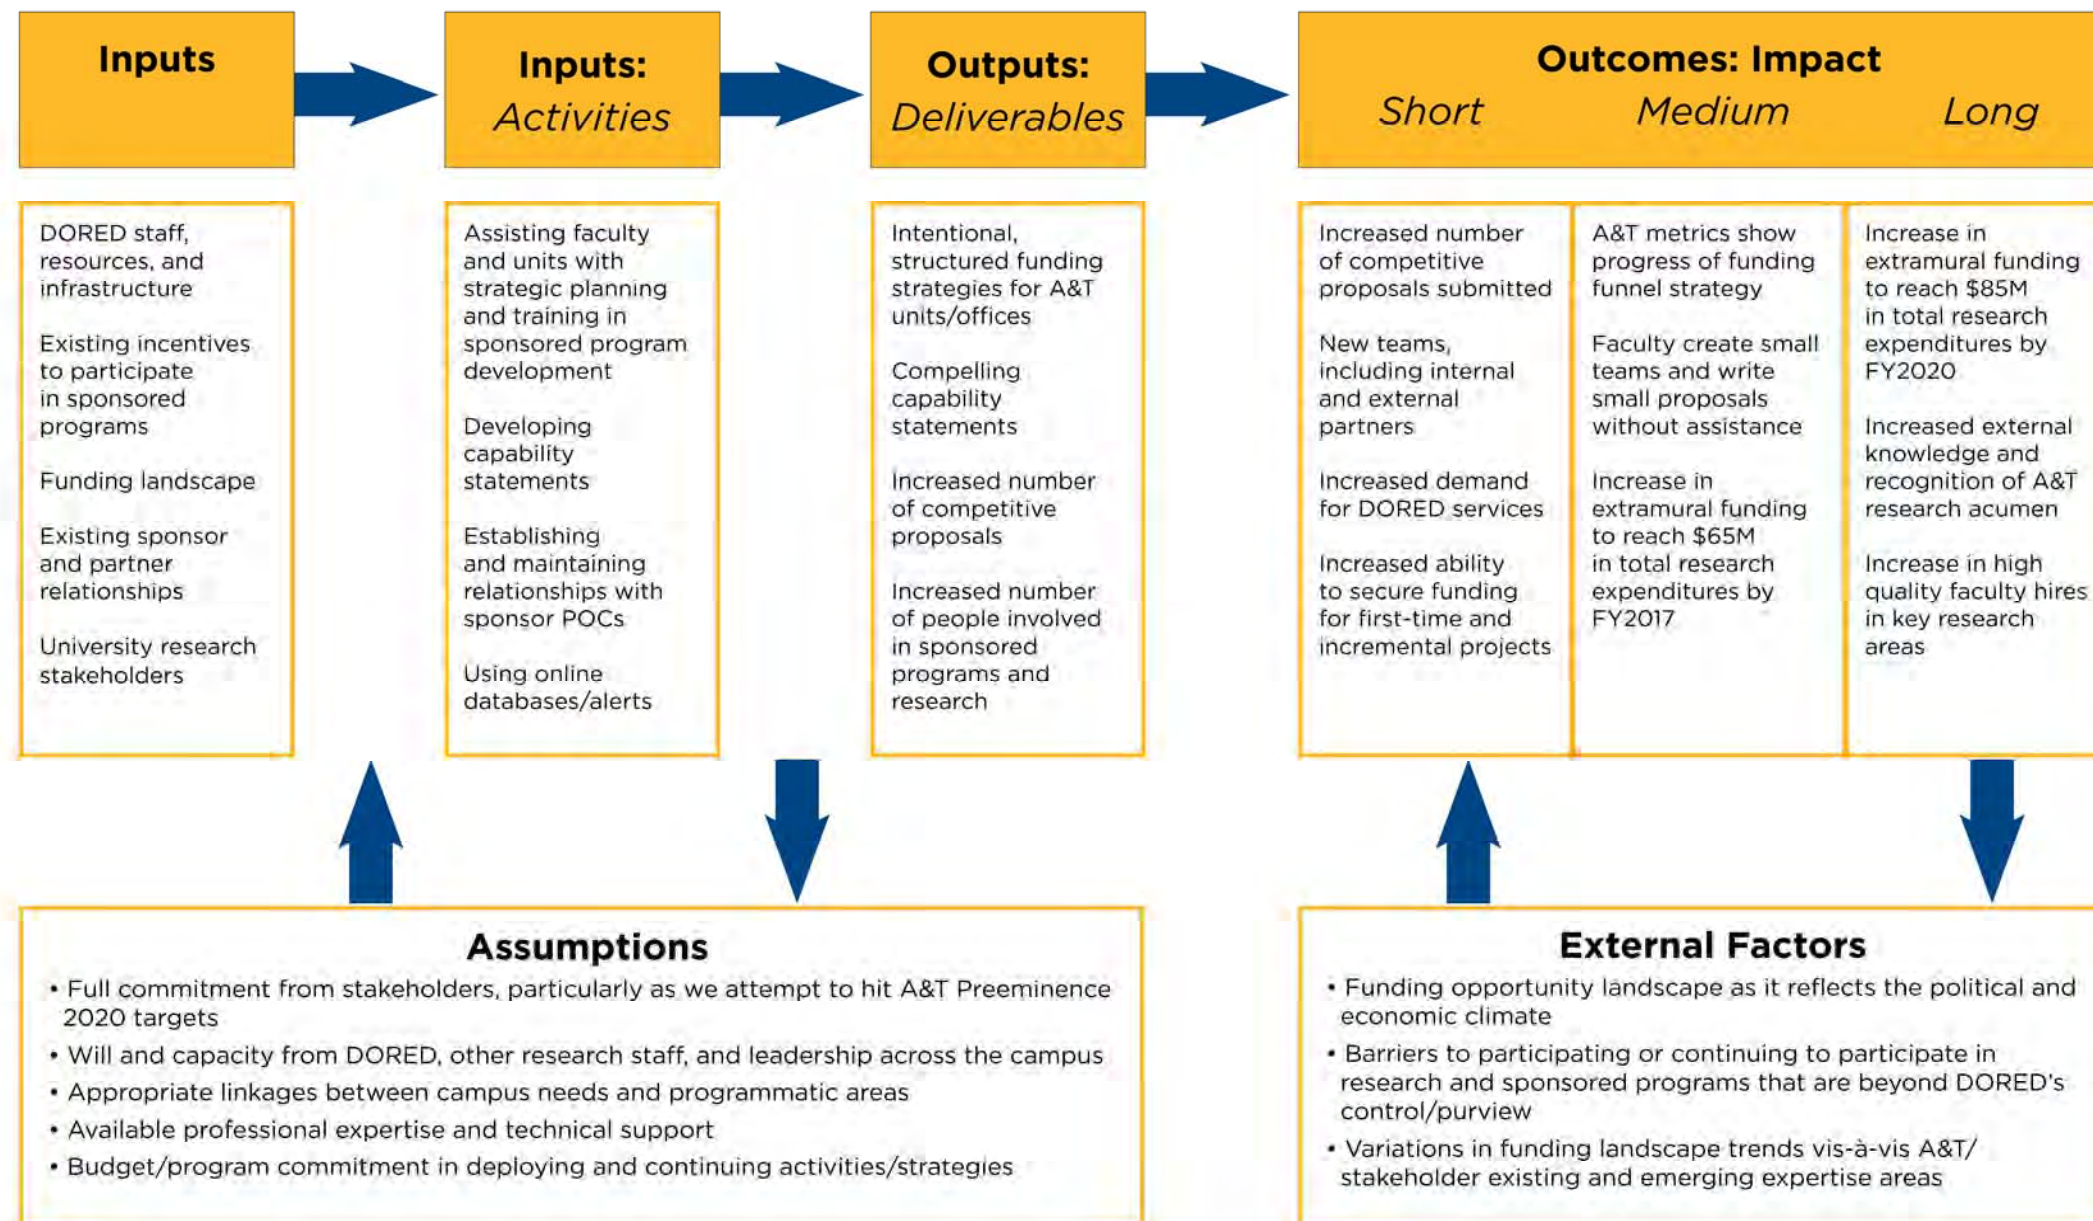 Inputs
Inputs:
Activities
Outputs:
Deliverables
Outcomes: Impact
Short
Medium
Long
DORED staff,
resources, and
infrastructure
Existing incentives
to participate
in sponsored
programs
Funding landscape
Existing sponsor
and partner
relationships
University research
stakeholders
Assisting faculty
and units with
strategic planning
and training in
sponsored program
development
Developing
capability
statements
Establishing
and maintaining
relationships with
sponsor POCs
Using online
databases/alerts
Intentional,
structured funding
strategies for A&T
units/offices
Compelling
capability
statements
Increased number
of competitive
proposals
Increased number
of people involved
in sponsored
programs and
research
Increased number
of competitive
proposals submitted
New teams,
including internal
and external
partners
Increased demand
for DORED services
Increased ability
to secure funding
for first-time and
incremental projects
A&T metrics show
progress of funding
funnel strategy
Faculty create small
teams and write
small proposals
without assistance
Increase in
extramural funding
to reach $65M
in total research
expenditures by
FY2017
Increase in
extramural funding
to reach $85M
in total research
expenditures by
FY2020
Increased external
knowledge and
recognition of A&T
research acumen
Increase in high
quality faculty hires
in key research
areas
Assumptions
• Full commitment from stakeholders, particularly as we attempt to hit A&T Preeminence
2020 targets
• Will and capacity from DORED, other research staff, and leadership across the campus
• Appropriate linkages between campus needs and programmatic areas
• Available professional expertise and technical support
• Budget/program commitment in deploying and continuing activities/strategies
External Factors
• Funding opportunity landscape as it reflects the political and
economic climate
• Barriers to participating or continuing to participate in
research and sponsored programs that are beyond DORED's
control/purview
• Variations in funding landscape trends vis-à-vis A&T/
stakeholder existing and emerging expertise areas